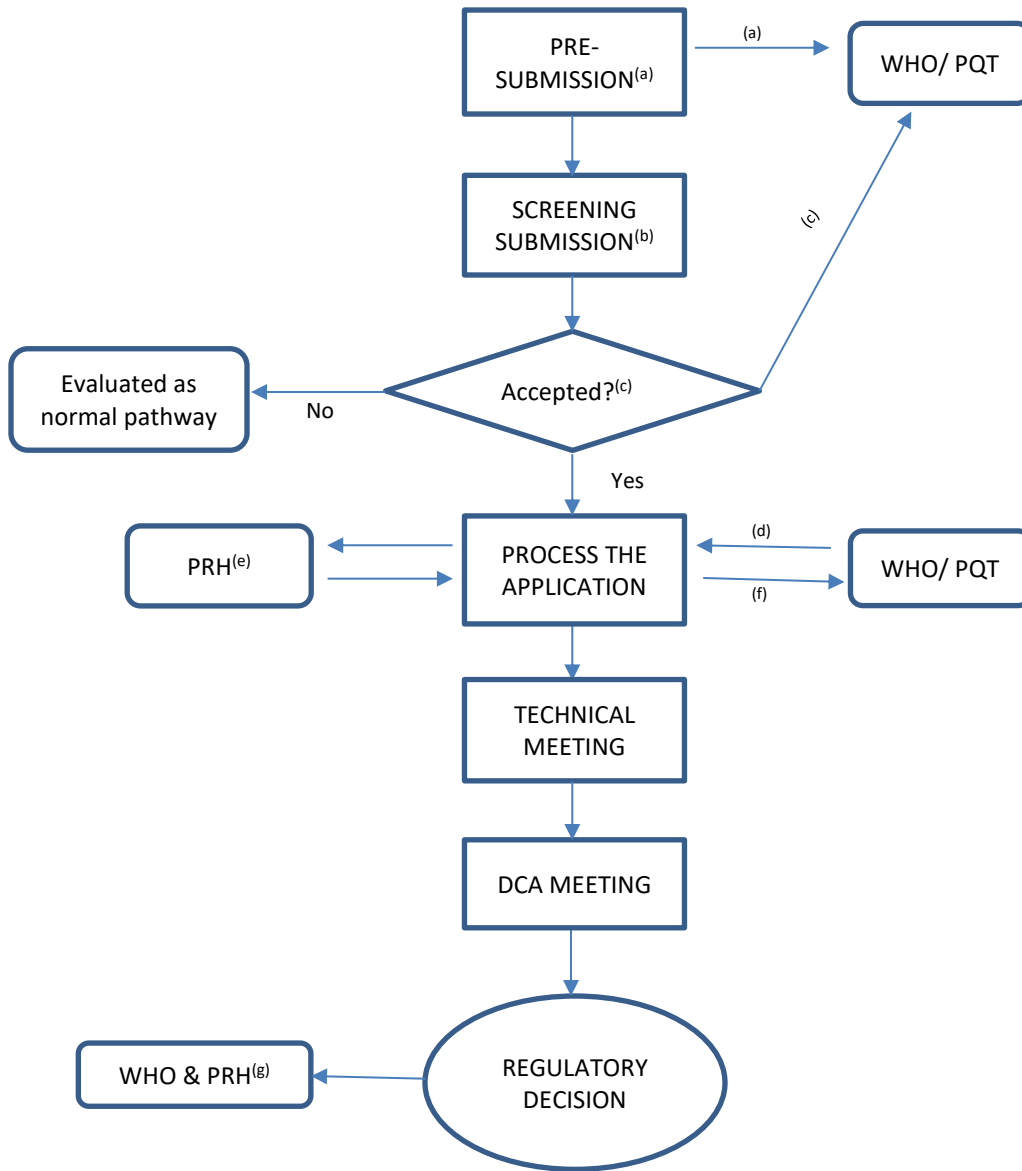 PRE-
SUBMISSION(a)
(a)
WHO/ PQT
SCREENING
SUBMISSION(b)
(c)
Accepted?(c)
Evaluated as
normal pathway
No
Yes
PRH(e)
PROCESS THE
APPLICATION
(d)
(f)
WHO/ PQT
TECHNICAL
MEETING
DCA MEETING
REGULATORY
DECISION
WHO & PRH(g)